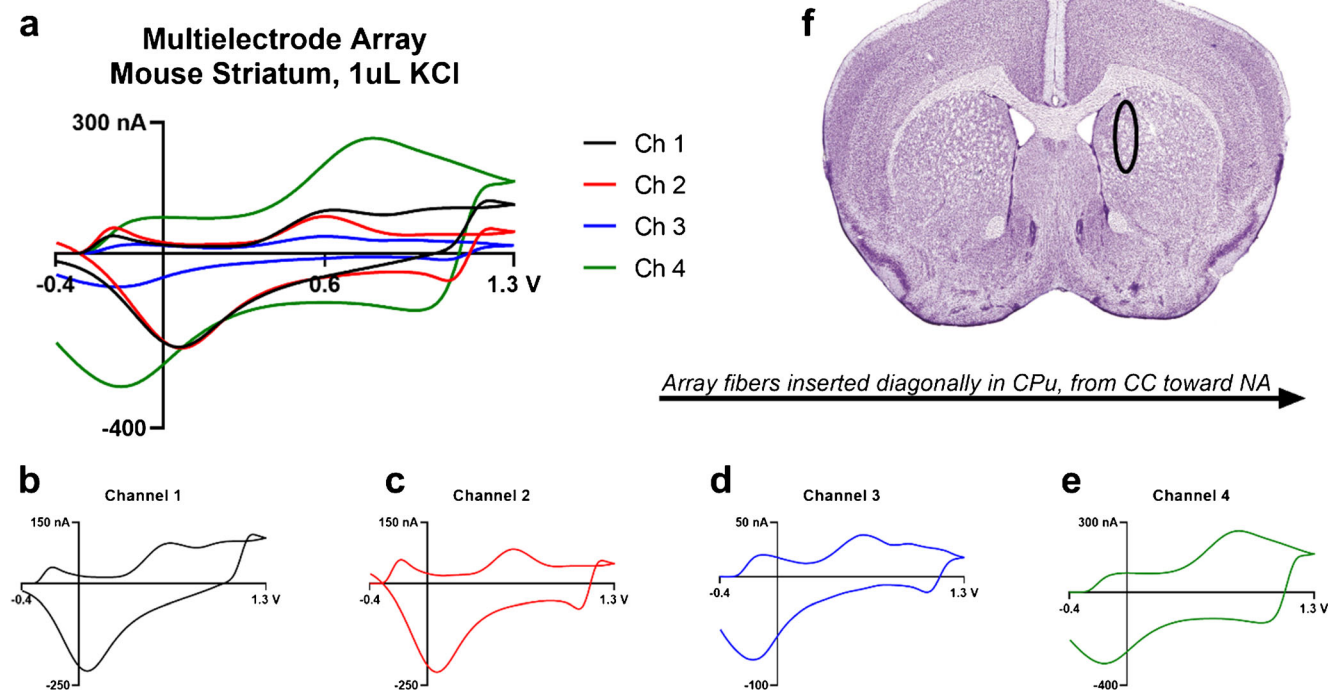 a
Multielectrode Array
Mouse Striatum, 1uL KCl
300 nA
-0.4
0.6
1.3 V
-400
Ch 1
Ch 2
Ch 3
Ch 4
f
Array fibers inserted diagonally in CPu, from CC toward NA
b
Channel 1
150 nA
-0.4
1.3 V
-250
c
Channel 2
150 nA
-0.4
1.3 V
-250
d
Channel 3
50 nA
-0.4
1.3 V
-100
e
Channel 4
300 nA
-0.4
1.3 V
-400